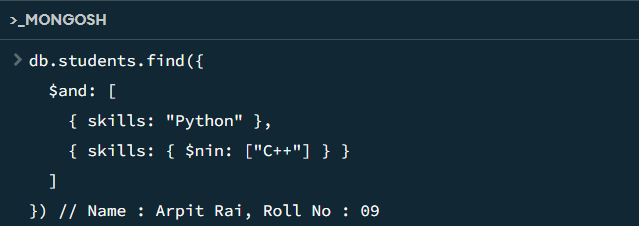 >_MONGOSH
> db.students.find({
$and: [
{ skills: "Python" },
{ skills: { $nin: ["C++"] } }
]
}) // Name : Arpit Rai, Roll No : 09